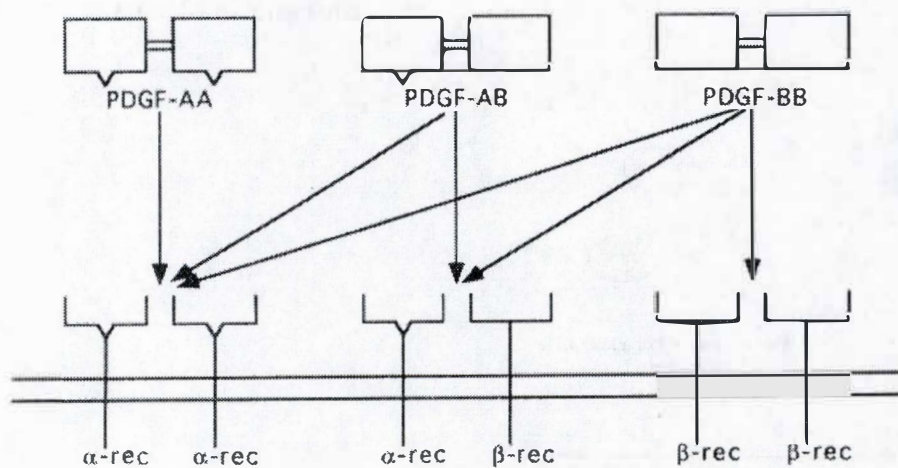 PDGF-AA PDGF-AB PDGF-BB
α-rec α-rec α-rec β-rec β-rec β-rec